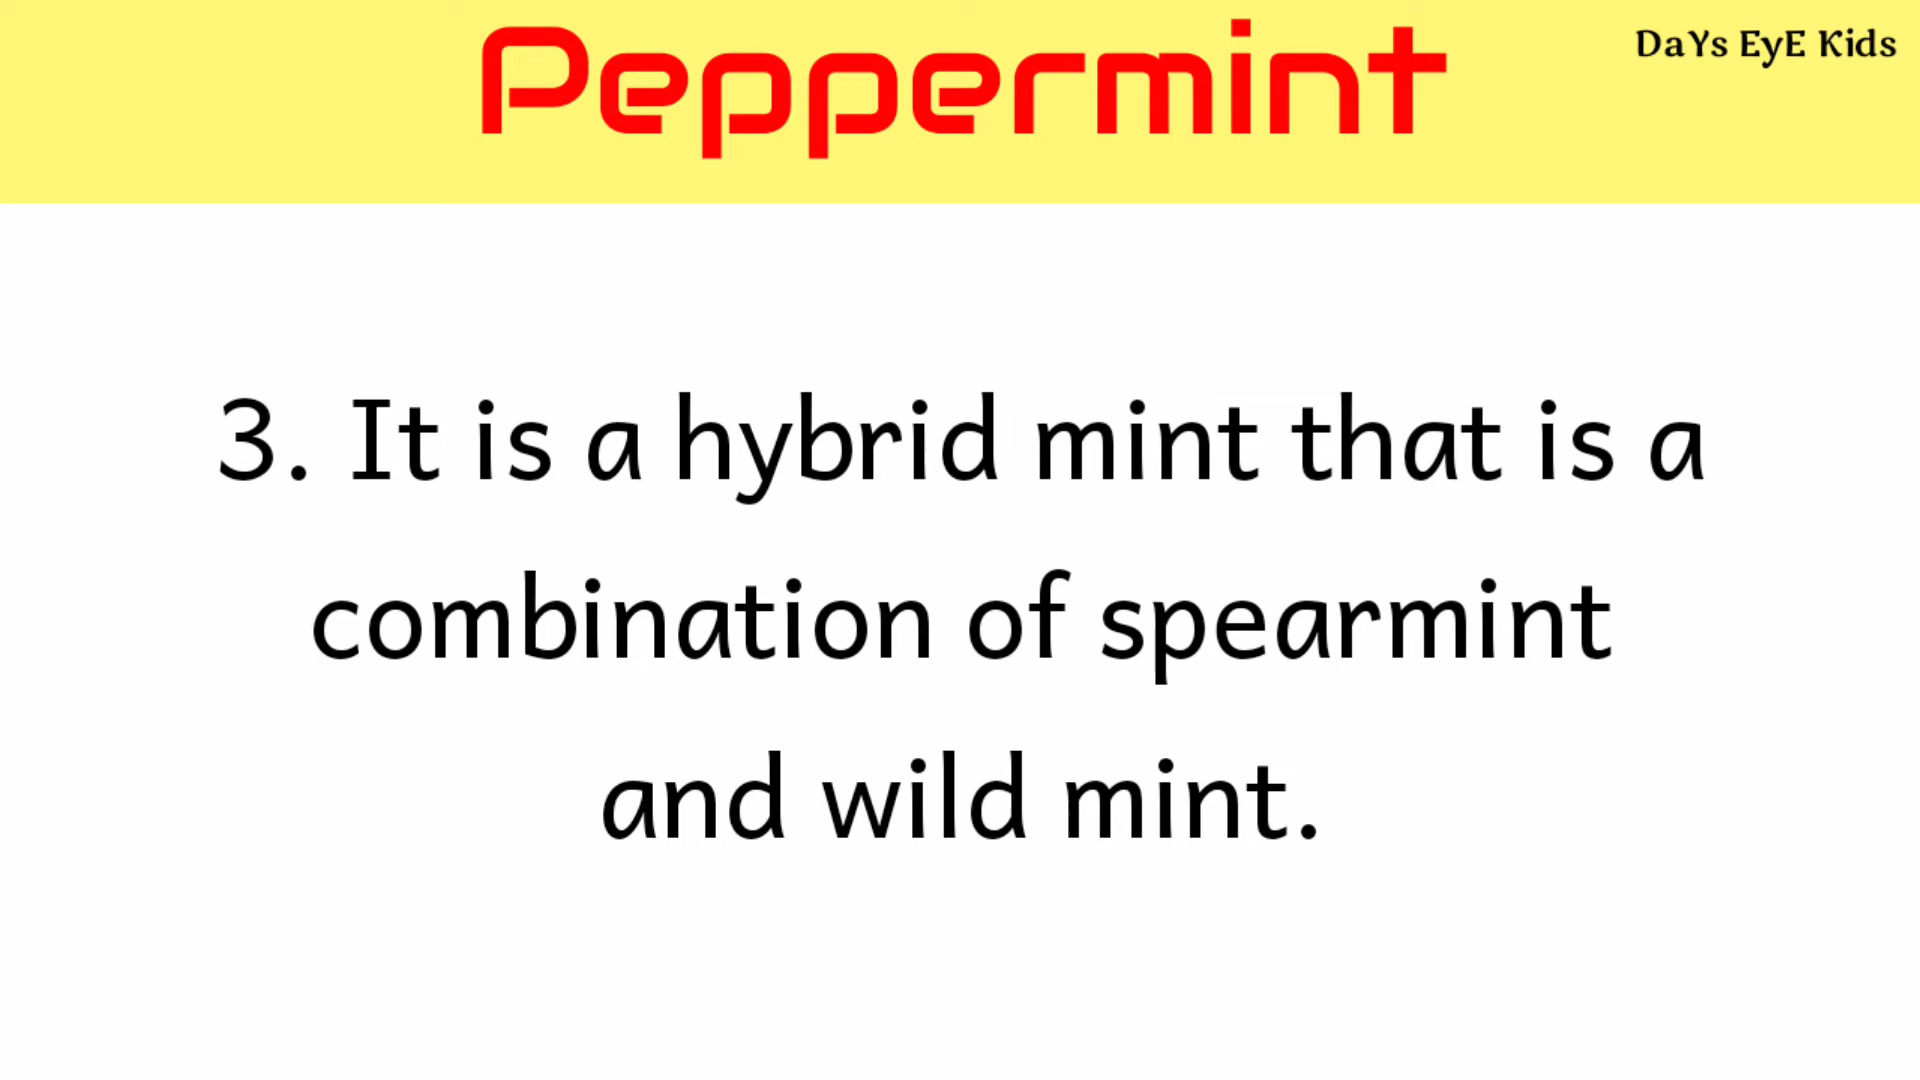 Peppermint
DaYs EyE Kids
3. It is a hybrid mint that is a
combination of spearmint
and wild mint.